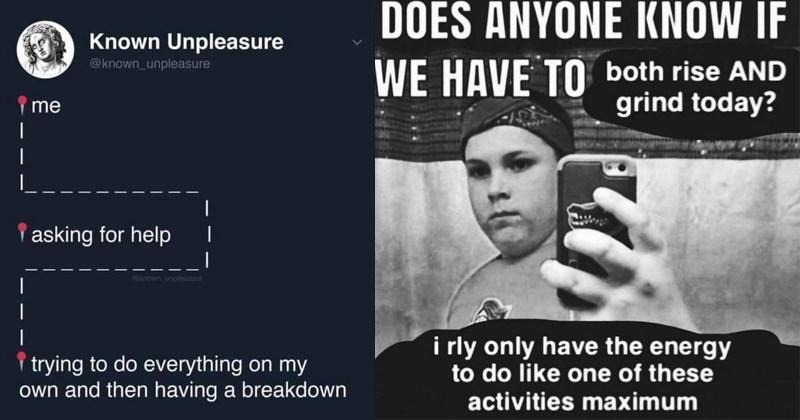 Known Unpleasure
@known_unpleasure
me
asking for help
@known_unpleasure
trying to do everything on my
own and then having a breakdown
DOES ANYONE KNOW IF
WE HAVE TO both rise AND
grind today?
i rly only have the energy
to do like one of these
activities maximum